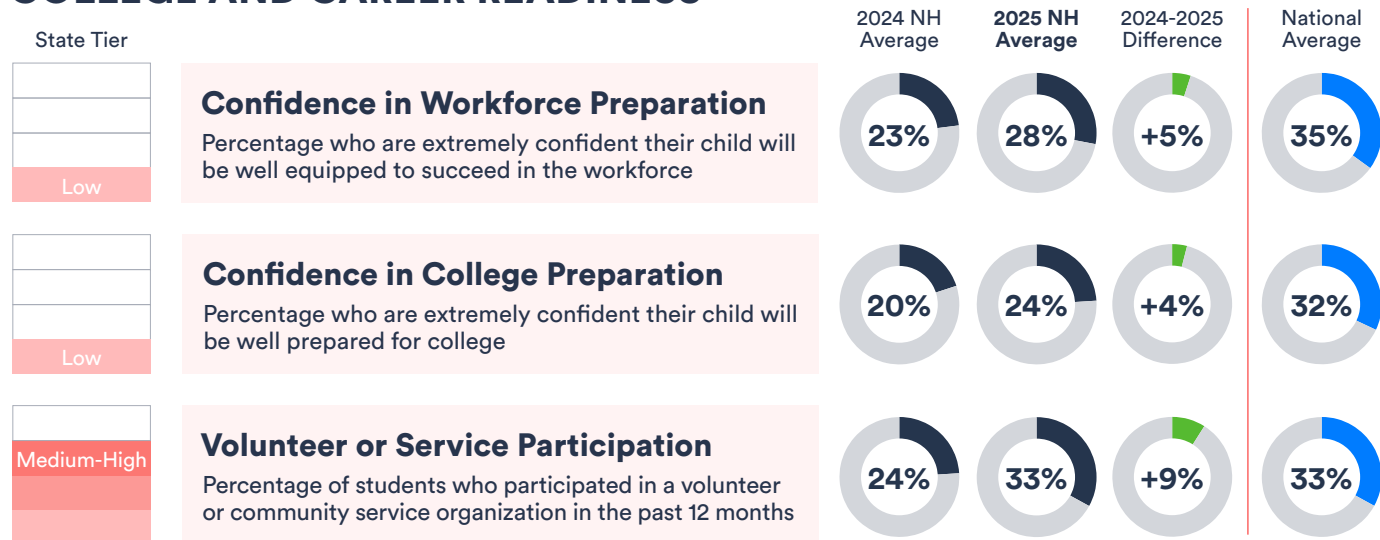 COLLEGE AND CAREER READINESS
State Tier
2024 NH
Average
2025 NH
Average
2024-2025
Difference
National
Average
Low
Confidence in Workforce Preparation
Percentage who are extremely confident their child will
be well equipped to succeed in the workforce
23%
28%
+5%
35%
Low
Confidence in College Preparation
Percentage who are extremely confident their child will
be well prepared for college
20%
24%
+4%
32%
Medium-High
Volunteer or Service Participation
Percentage of students who participated in a volunteer
or community service organization in the past 12 months
24%
33%
+9%
33%